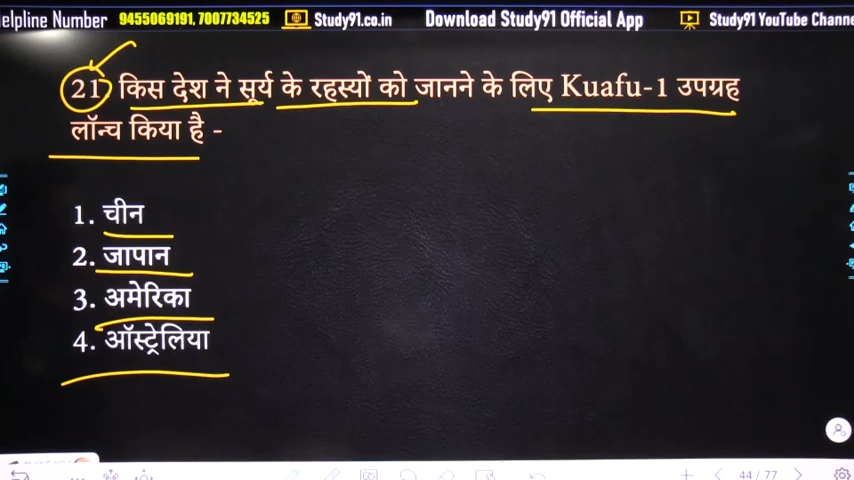 elpline Number 9455069191, 7007734525 Study91.co.in Download Study91 Official App Study91 YouTube Channe
21. किस देश ने सूर्य के रहस्यों को जानने के लिए Kuafu-1 उपग्रह
लॉन्च किया है -
1. चीन
2. जापान
3. अमेरिका
4. ऑस्ट्रेलिया
44 / 77